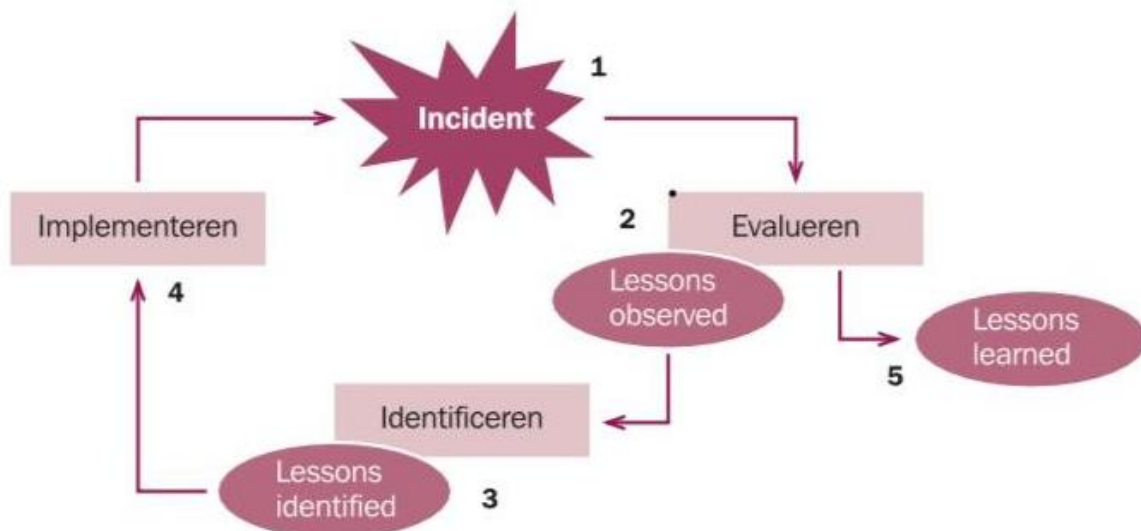 1
Incident
2
Evalueren
Lessons
observed
Implementeren
4
Lessons
learned
5
Identificeren
Lessons
identified
3